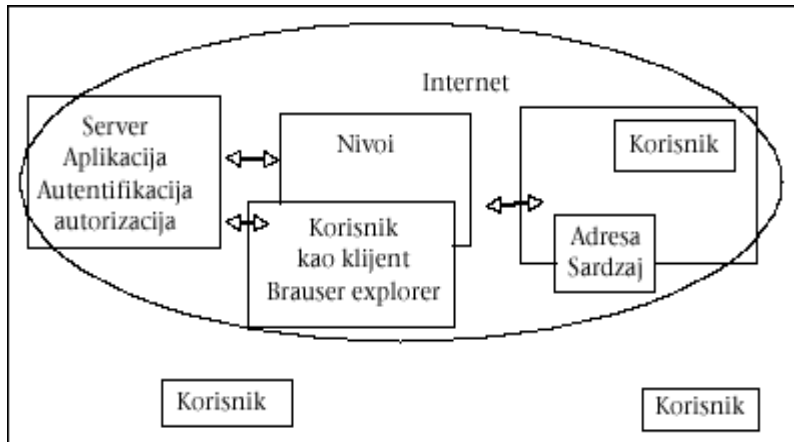 Internet
Server
Aplikacija
Autentifikacija
autorizacija
Nivoi
Korisnik
kao klijent
Brauser explorer
Korisnik
Adresa
Sardzaj
Korisnik
Korisnik